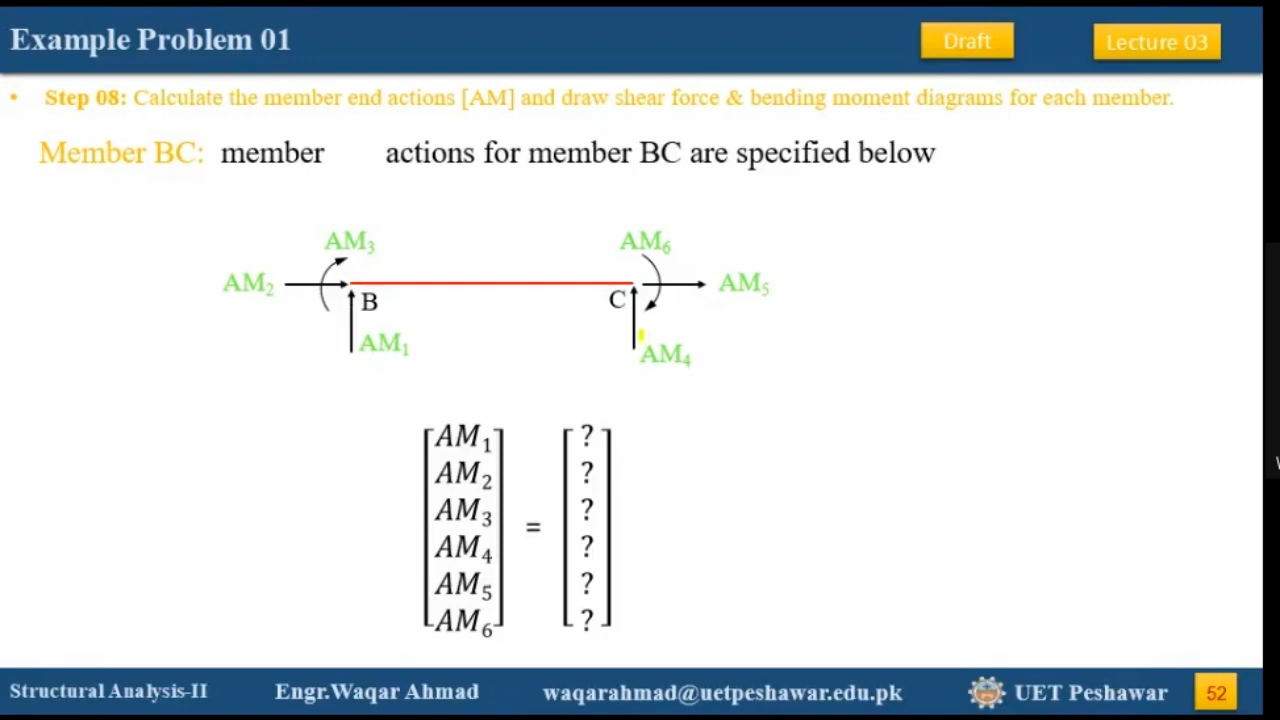 Example Problem 01
Draft
Lecture 03
• Step 08: Calculate the member end actions [AM] and draw shear force & bending moment diagrams for each member.
Member BC: member actions for member BC are specified below
AM₃
AM₆
AM₂
AM₅
B
C
AM₁
AM₄
AM₁ ?
AM₂ ?
AM₃ ?
=
AM₄ ?
AM₅ ?
AM₆ ?
Structural Analysis-II
Engr.Waqar Ahmad
waqarahmad@uetpeshawar.edu.pk
UET Peshawar
52